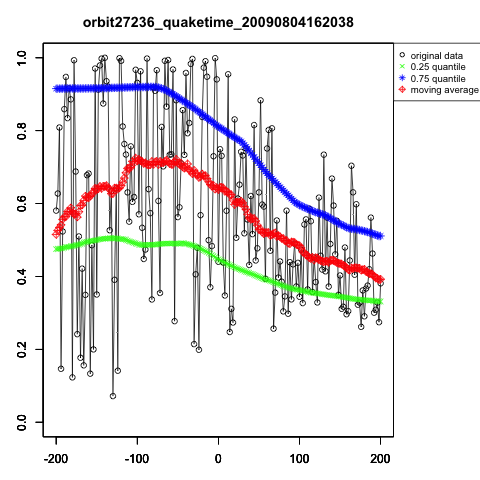 orbit27236_quaketime_20090804162038
original data
0.25 quantile
0.75 quantile
moving average
1.0
0.8
0.6
0.4
0.2
0.0
-200 -100 0 100 200